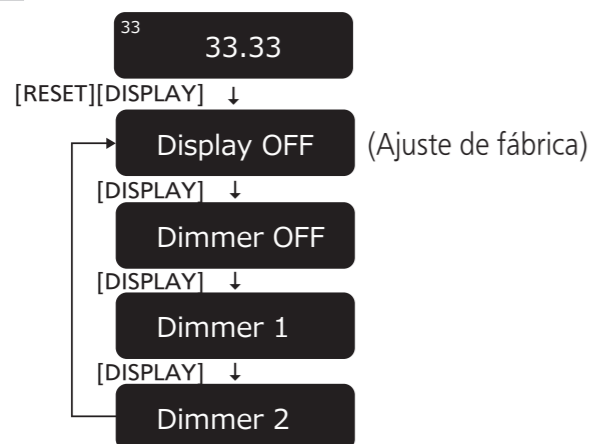 33
33.33
[RESET][DISPLAY] ↓
Display OFF (Ajuste de fábrica)
[DISPLAY] ↓
Dimmer OFF
[DISPLAY] ↓
Dimmer 1
[DISPLAY] ↓
Dimmer 2